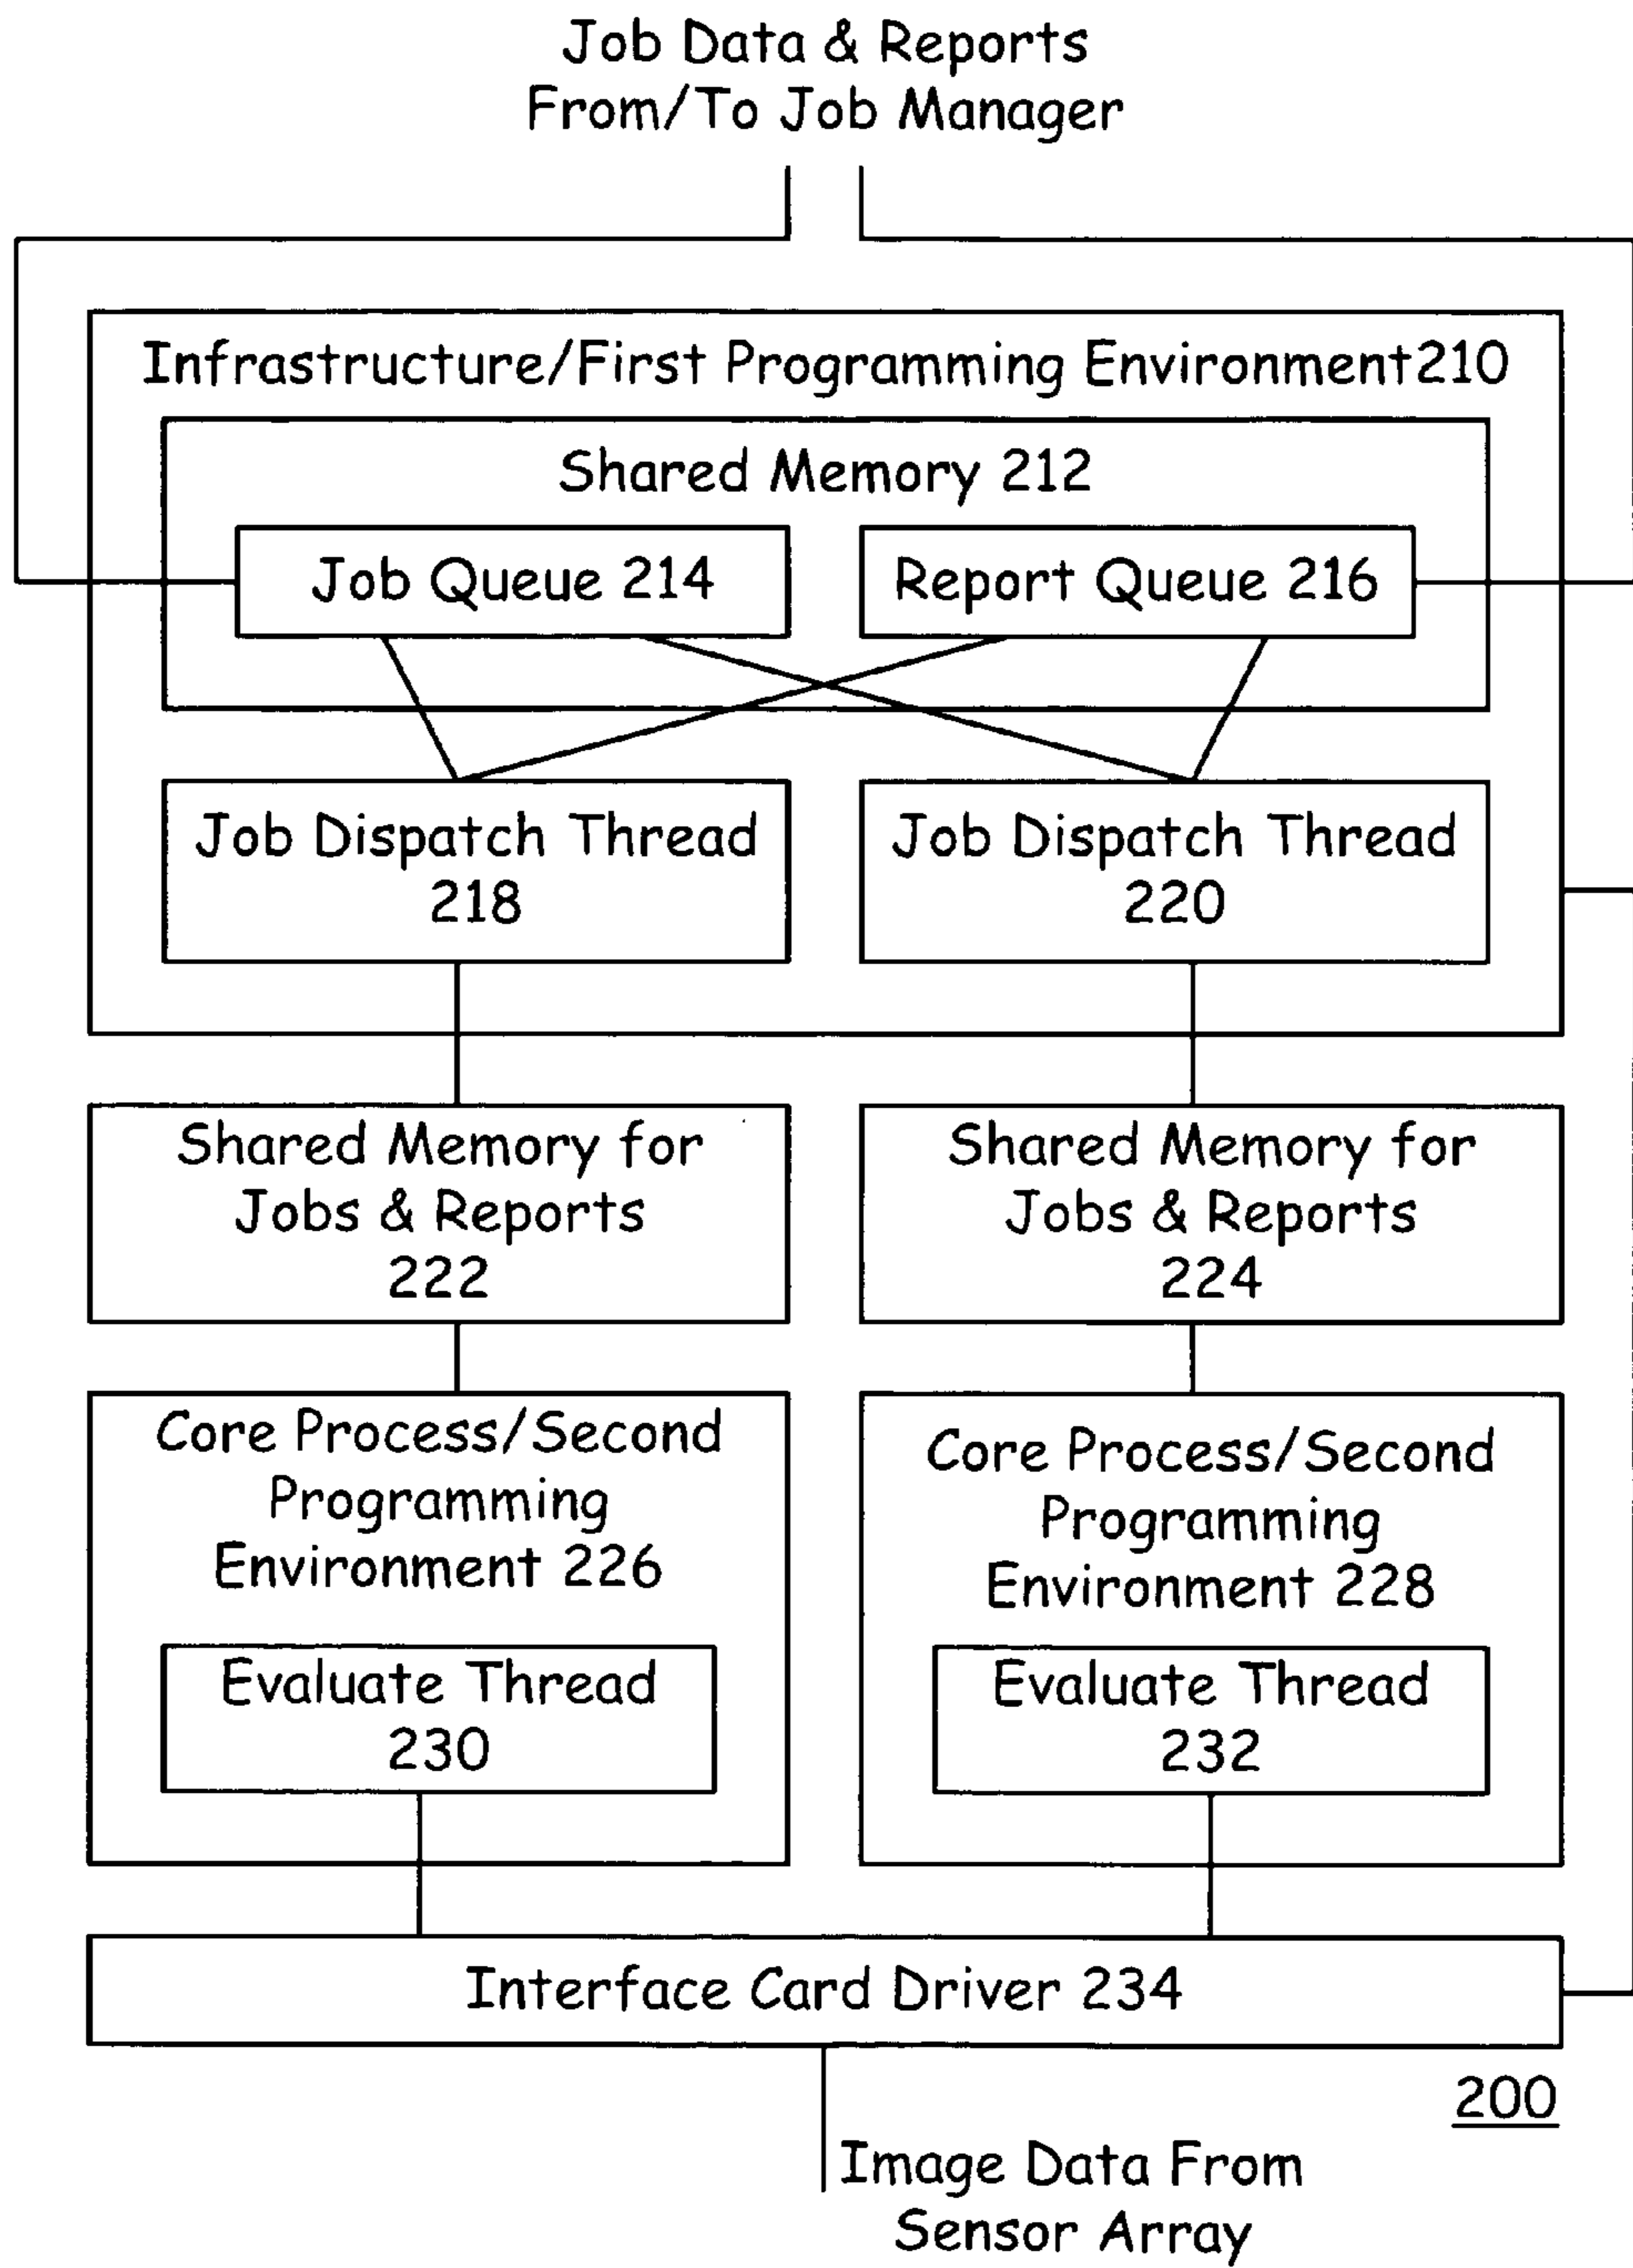 Job Data & Reports
From/To Job Manager
Infrastructure/First Programming Environment210
Shared Memory 212
Job Queue 214
Report Queue 216
Job Dispatch Thread
218
Job Dispatch Thread
220
Shared Memory for
Jobs & Reports
222
Shared Memory for
Jobs & Reports
224
Core Process/Second
Programming
Environment 226
Core Process/Second
Programming
Environment 228
Evaluate Thread
230
Evaluate Thread
232
Interface Card Driver 234
200
Image Data From
Sensor Array